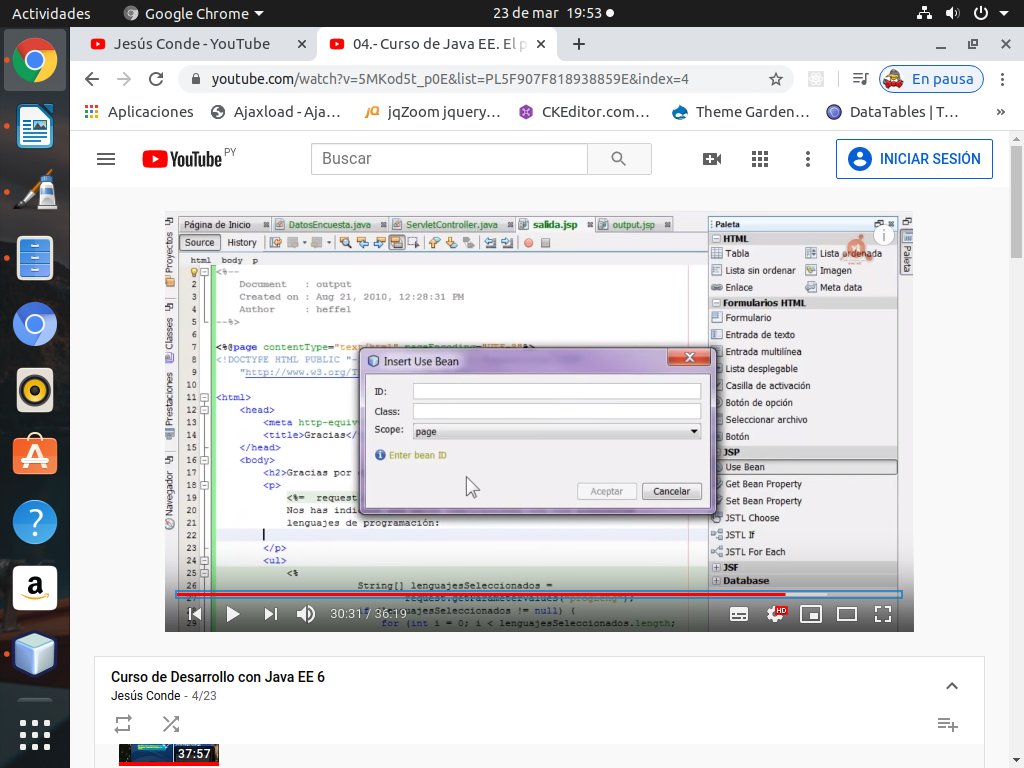 Actividades
Google Chrome
23 de mar 19:53
Jesús Conde - YouTube
04.- Curso de Java EE. El p
youtube.com/watch?v=5MKod5t_p0E&list=PL5F907F818938859E&index=4
En pausa
Aplicaciones
Ajaxload - Aja...
jqZoom jquery...
CKEditor.com...
Theme Garden...
DataTables | T...
YouTube PY
Buscar
INICIAR SESIÓN
Página de Inicio
DatosEncuesta.java
ServletController.java
salida.jsp
output.jsp
Source
History
html body p
1 <%--
2 Document : output
3 Created on : Aug 21, 2010, 12:28:31 PM
4 Author : heffel
5 --%>
6
7 <%@page contentType="text/html" pageEncoding="UTF-8"%>
8 <!DOCTYPE HTML PUBLIC "-
9 "http://www.w3.org/T
10
11 <html>
12 <head>
13 <meta http-equiv
14 <title>Gracias</
15 </head>
16 <body>
17 <h2>Gracias por
18 <p>
19 <%= request
20 Nos has indi
21 lenguajes de programación:
22
23 </p>
24 <ul>
25 <%
26 String[] lenguajesSeleccionados =
request.getParameterValues("progleng");
lenguajesSeleccionados != null) {
29 for (int i = 0; i < lenguajesSeleccionados.length;
Proyectos
Clases
Prestaciones
Navegador
Insert Use Bean
ID:
Class:
Scope:
page
Enter bean ID
Aceptar
Cancelar
Paleta
Paleta
HTML
Tabla
Lista ordenada
Lista sin ordenar
Imagen
Enlace
Meta data
Formularios HTML
Formulario
Entrada de texto
Entrada multilínea
Lista desplegable
Casilla de activación
Botón de opción
Seleccionar archivo
Botón
JSP
Use Bean
Get Bean Property
Set Bean Property
JSTL Choose
JSTL If
JSTL For Each
JSF
Database
30:31 / 36:19
HD
Curso de Desarrollo con Java EE 6
Jesús Conde - 4/23
37:57